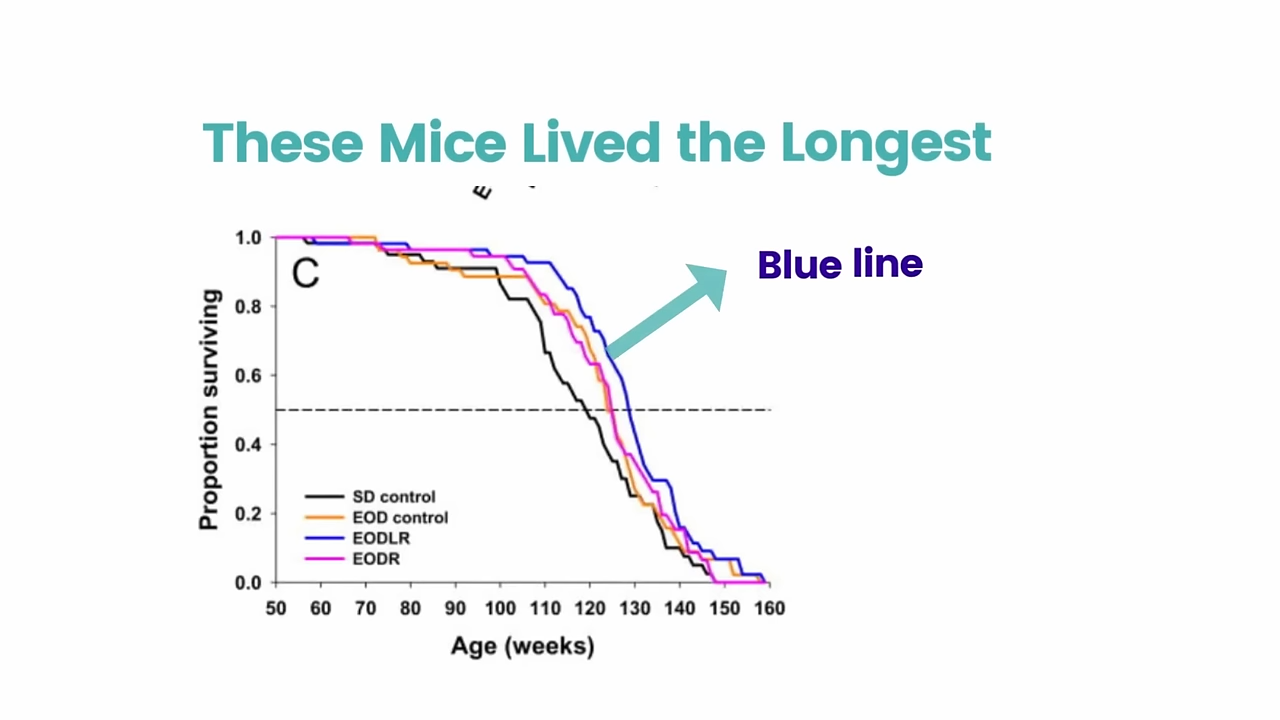 These Mice Lived the Longest
E
1.0
C
Blue line
0.8
0.6
0.4
0.2
0.0
Proportion surviving
SD control
EOD control
EODLR
EODR
50 60 70 80 90 100 110 120 130 140 150 160
Age (weeks)